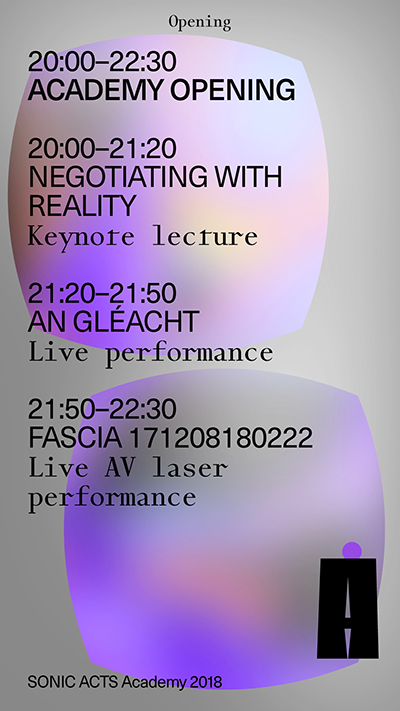 Opening
20:00–22:30
ACADEMY OPENING
20:00–21:20
NEGOTIATING WITH
REALITY
Keynote lecture
21:20–21:50
AN GLÉACHT
Live performance
21:50–22:30
FASCIA 171208180222
Live AV laser
performance
Å
SONIC ACTS Academy 2018